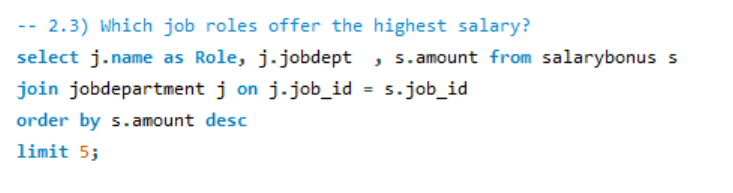 -- 2.3) Which job roles offer the highest salary?
select j.name as Role, j.jobdept  , s.amount from salarybonus s
join jobdepartment j on j.job_id = s.job_id
order by s.amount desc
limit 5;